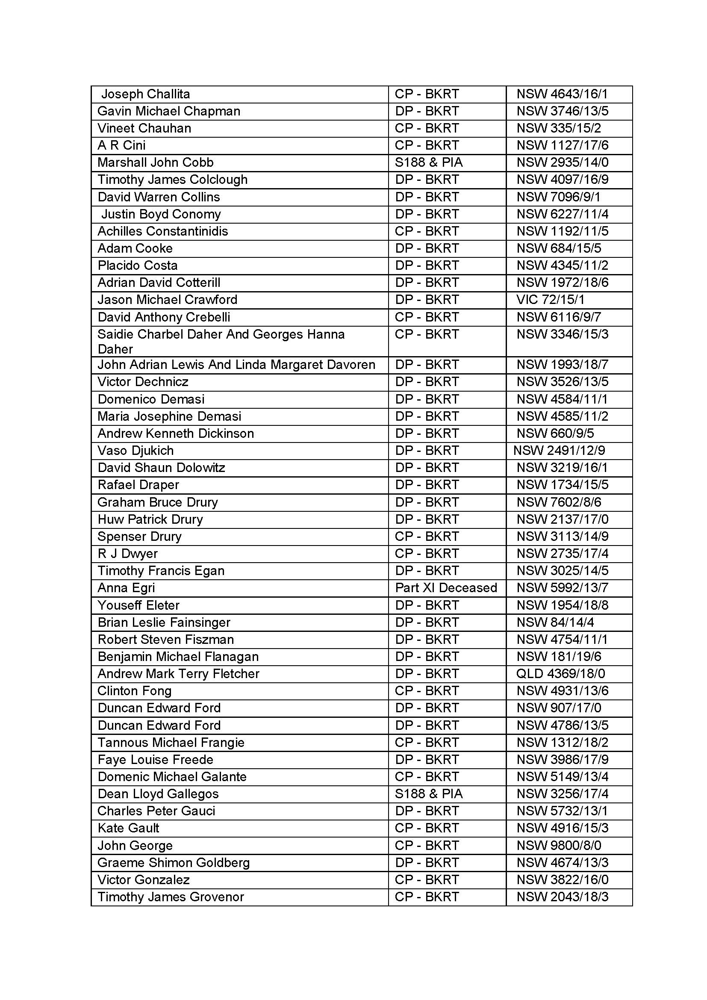 Joseph Challita CP - BKRT NSW 4643/16/1
Gavin Michael Chapman DP - BKRT NSW 3746/13/5
Vineet Chauhan CP - BKRT NSW 335/15/2
A R Cini CP - BKRT NSW 1127/17/6
Marshall John Cobb S188 & PIA NSW 2935/14/0
Timothy James Colclough DP - BKRT NSW 4097/16/9
David Warren Collins DP - BKRT NSW 7096/9/1
Justin Boyd Conomy DP - BKRT NSW 6227/11/4
Achilles Constantinidis CP - BKRT NSW 1192/11/5
Adam Cooke DP - BKRT NSW 684/15/5
Placido Costa DP - BKRT NSW 4345/11/2
Adrian David Cotterill DP - BKRT NSW 1972/18/6
Jason Michael Crawford DP - BKRT VIC 72/15/1
David Anthony Crebelli CP - BKRT NSW 6116/9/7
Saidie Charbel Daher And Georges Hanna CP - BKRT NSW 3346/15/3
Daher
John Adrian Lewis And Linda Margaret Davoren DP - BKRT NSW 1993/18/7
Victor Dechnicz DP - BKRT NSW 3526/13/5
Domenico Demasi DP - BKRT NSW 4584/11/1
Maria Josephine Demasi DP - BKRT NSW 4585/11/2
Andrew Kenneth Dickinson DP - BKRT NSW 660/9/5
Vaso Djukich DP - BKRT NSW 2491/12/9
David Shaun Dolowitz DP - BKRT NSW 3219/16/1
Rafael Draper DP - BKRT NSW 1734/15/5
Graham Bruce Drury DP - BKRT NSW 7602/8/6
Huw Patrick Drury DP - BKRT NSW 2137/17/0
Spenser Drury CP - BKRT NSW 3113/14/9
R J Dwyer CP - BKRT NSW 2735/17/4
Timothy Francis Egan DP - BKRT NSW 3025/14/5
Anna Egri Part XI Deceased NSW 5992/13/7
Youseff Eleter DP - BKRT NSW 1954/18/8
Brian Leslie Fainsinger DP - BKRT NSW 84/14/4
Robert Steven Fiszman DP - BKRT NSW 4754/11/1
Benjamin Michael Flanagan DP - BKRT NSW 181/19/6
Andrew Mark Terry Fletcher DP - BKRT QLD 4369/18/0
Clinton Fong CP - BKRT NSW 4931/13/6
Duncan Edward Ford DP - BKRT NSW 907/17/0
Duncan Edward Ford DP - BKRT NSW 4786/13/5
Tannous Michael Frangie CP - BKRT NSW 1312/18/2
Faye Louise Freede DP - BKRT NSW 3986/17/9
Domenic Michael Galante CP - BKRT NSW 5149/13/4
Dean Lloyd Gallegos S188 & PIA NSW 3256/17/4
Charles Peter Gauci DP - BKRT NSW 5732/13/1
Kate Gault CP - BKRT NSW 4916/15/3
John George CP - BKRT NSW 9800/8/0
Graeme Shimon Goldberg DP - BKRT NSW 4674/13/3
Victor Gonzalez CP - BKRT NSW 3822/16/0
Timothy James Grovenor CP - BKRT NSW 2043/18/3